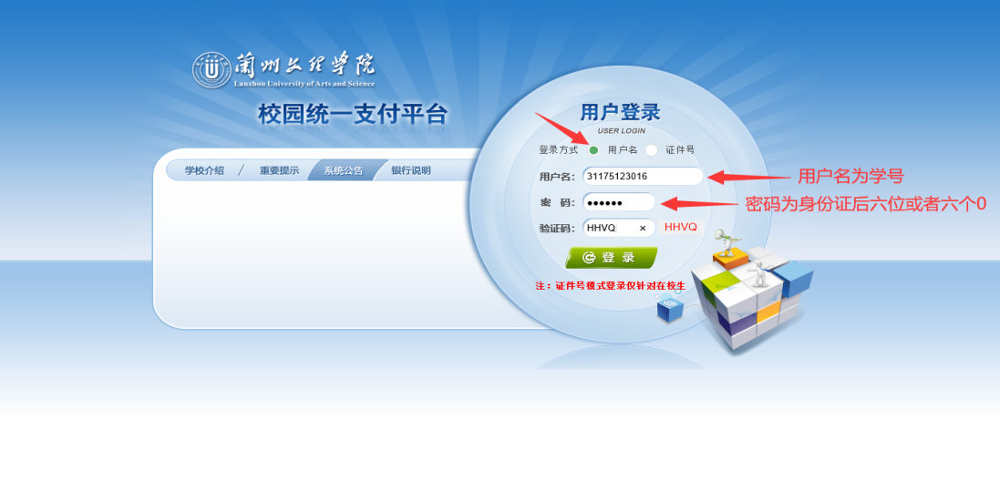 兰州文理学院
Lanzhou University of Arts and Science
校园统一支付平台
学校介绍 / 重要提示 系统公告 银行说明
用户登录
USER LOGIN
登录方式 用户名 证件号
用户名: 31175123016
用户名为学号
密 码: ●●●●●●
密码为身份证后六位或者六个0
验证码: HHVQ × HHVQ
登 录
注：证件号模式登录仅针对在校生